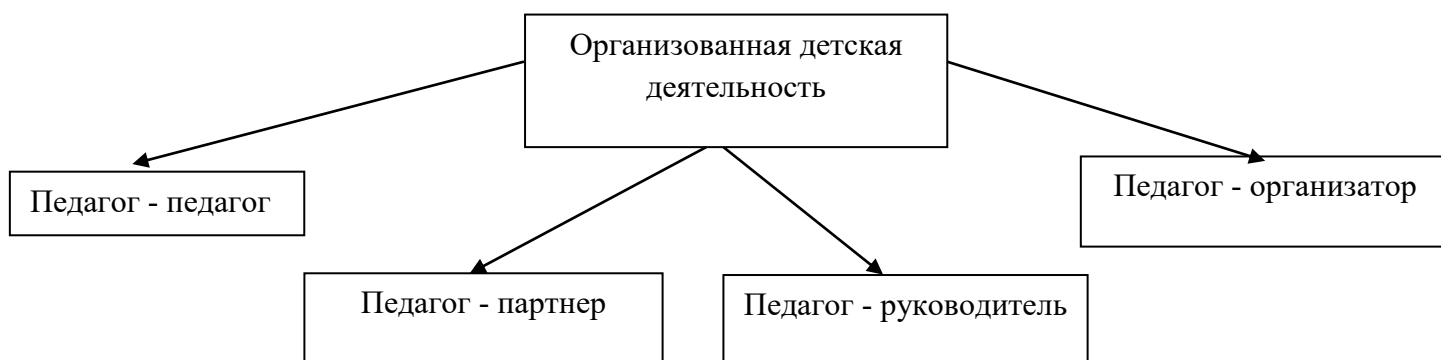 Организованная детская
деятельность
Педагог - педагог
Педагог - организатор
Педагог - партнер
Педагог - руководитель